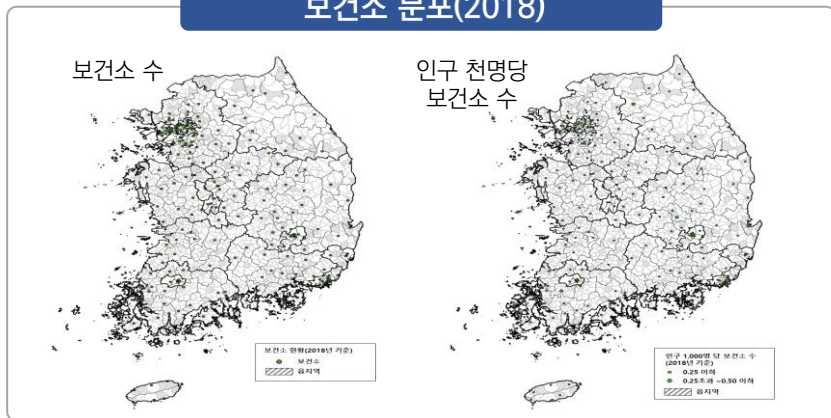 보건소 분포(2018)
보건소 수
인구 천명당
보건소 수
보건소 현황(2018년 기준)
보건소
읍지역
인구 1,000명 당 보건소 수
(2018년 기준)
0.25 이하
0.25초과 ~0.50 이하
읍지역